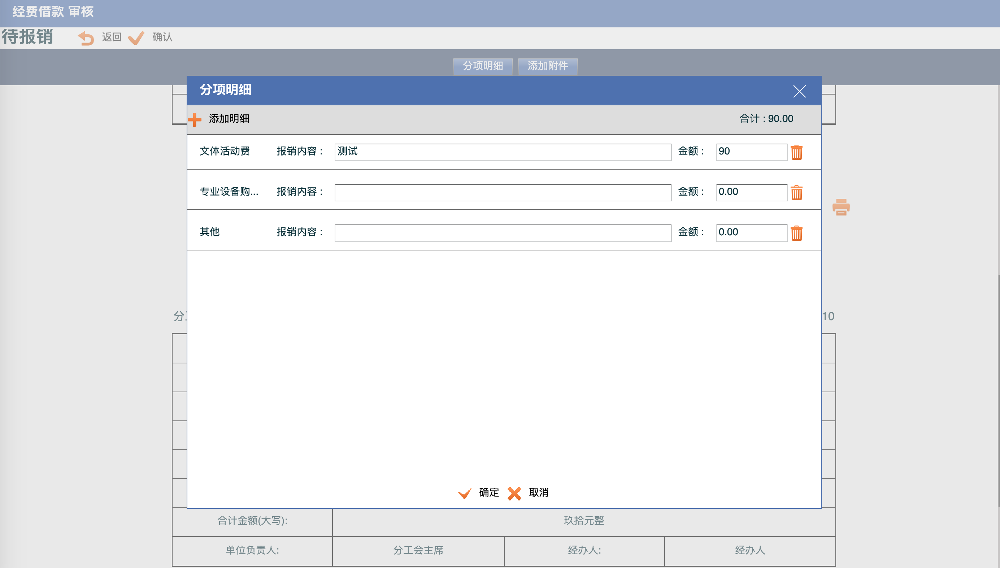 经费借款 审核
待报销 返回 确认
分项明细 添加附件
分项明细
添加明细 合计 : 90.00
文体活动费 报销内容 : 测试 金额 : 90
专业设备购... 报销内容 : 金额 : 0.00
其他 报销内容 : 金额 : 0.00
分 10
确定 取消
合计金额(大写): 玖拾元整
单位负责人: 分工会主席 经办人: 经办人